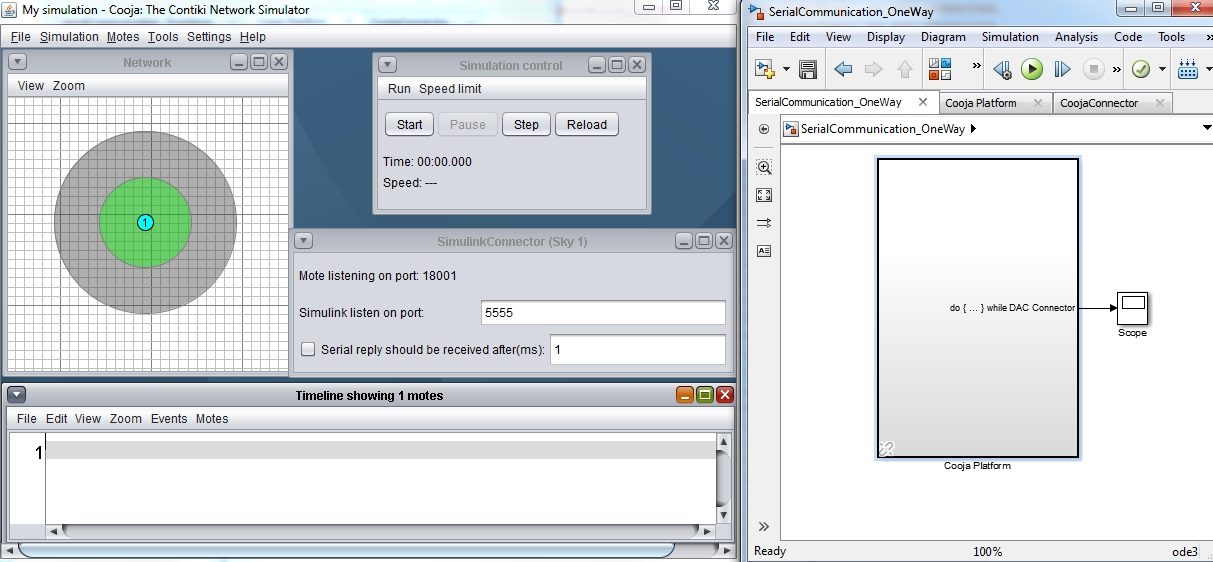 My simulation - Cooja: The Contiki Network Simulator
File Simulation Motes Tools Settings Help
Network
View Zoom
1
Simulation control
Run Speed limit
Start Pause Step Reload
Time: 00:00.000
Speed: ---
SimulinkConnector (Sky 1)
Mote listening on port: 18001
Simulink listen on port: 5555
Serial reply should be received after(ms): 1
Timeline showing 1 motes
File Edit View Zoom Events Motes
1
SerialCommunication_OneWay
File Edit View Display Diagram Simulation Analysis Code Tools »
» »
SerialCommunication_OneWay Cooja Platform CoojaConnector
SerialCommunication_OneWay
do { ... } while DAC Connector
Scope
Cooja Platform
»
Ready 100% ode3